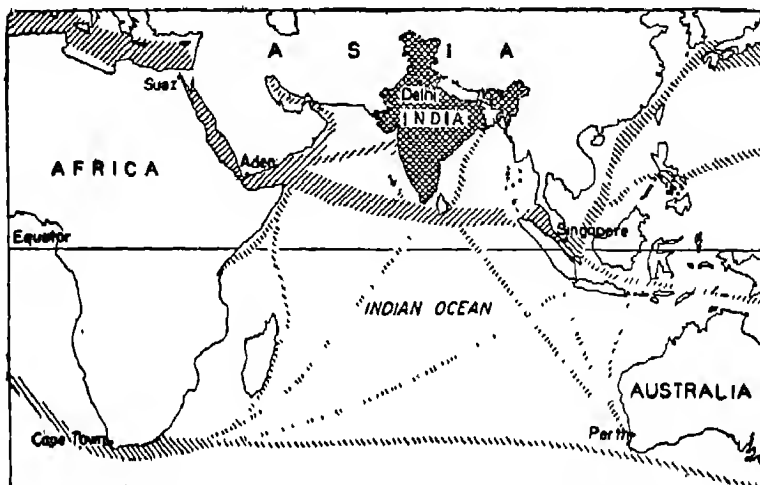 A S I A
Suez
Delhi
INDIA
Aden
AFRICA
Singapore
Equator
INDIAN OCEAN
AUSTRALIA
Cape Town
Perth